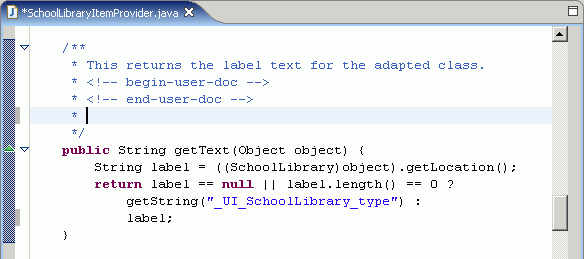 *SchoolLibraryItemProvider.java
/**
 * This returns the label text for the adapted class.
 * <!-- begin-user-doc -->
 * <!-- end-user-doc -->
 *
 */
public String getText(Object object) {
    String label = ((SchoolLibrary)object).getLocation();
    return label == null || label.length() == 0 ?
        getString("_UI_SchoolLibrary_type") :
        label;
}